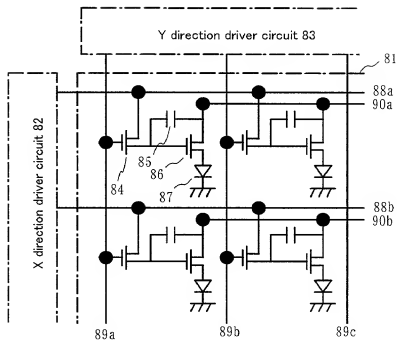 Y direction driver circuit 83
81
88a
90a
X direction driver circuit 82
85
86
84
87
88b
90b
89a
89b
89c